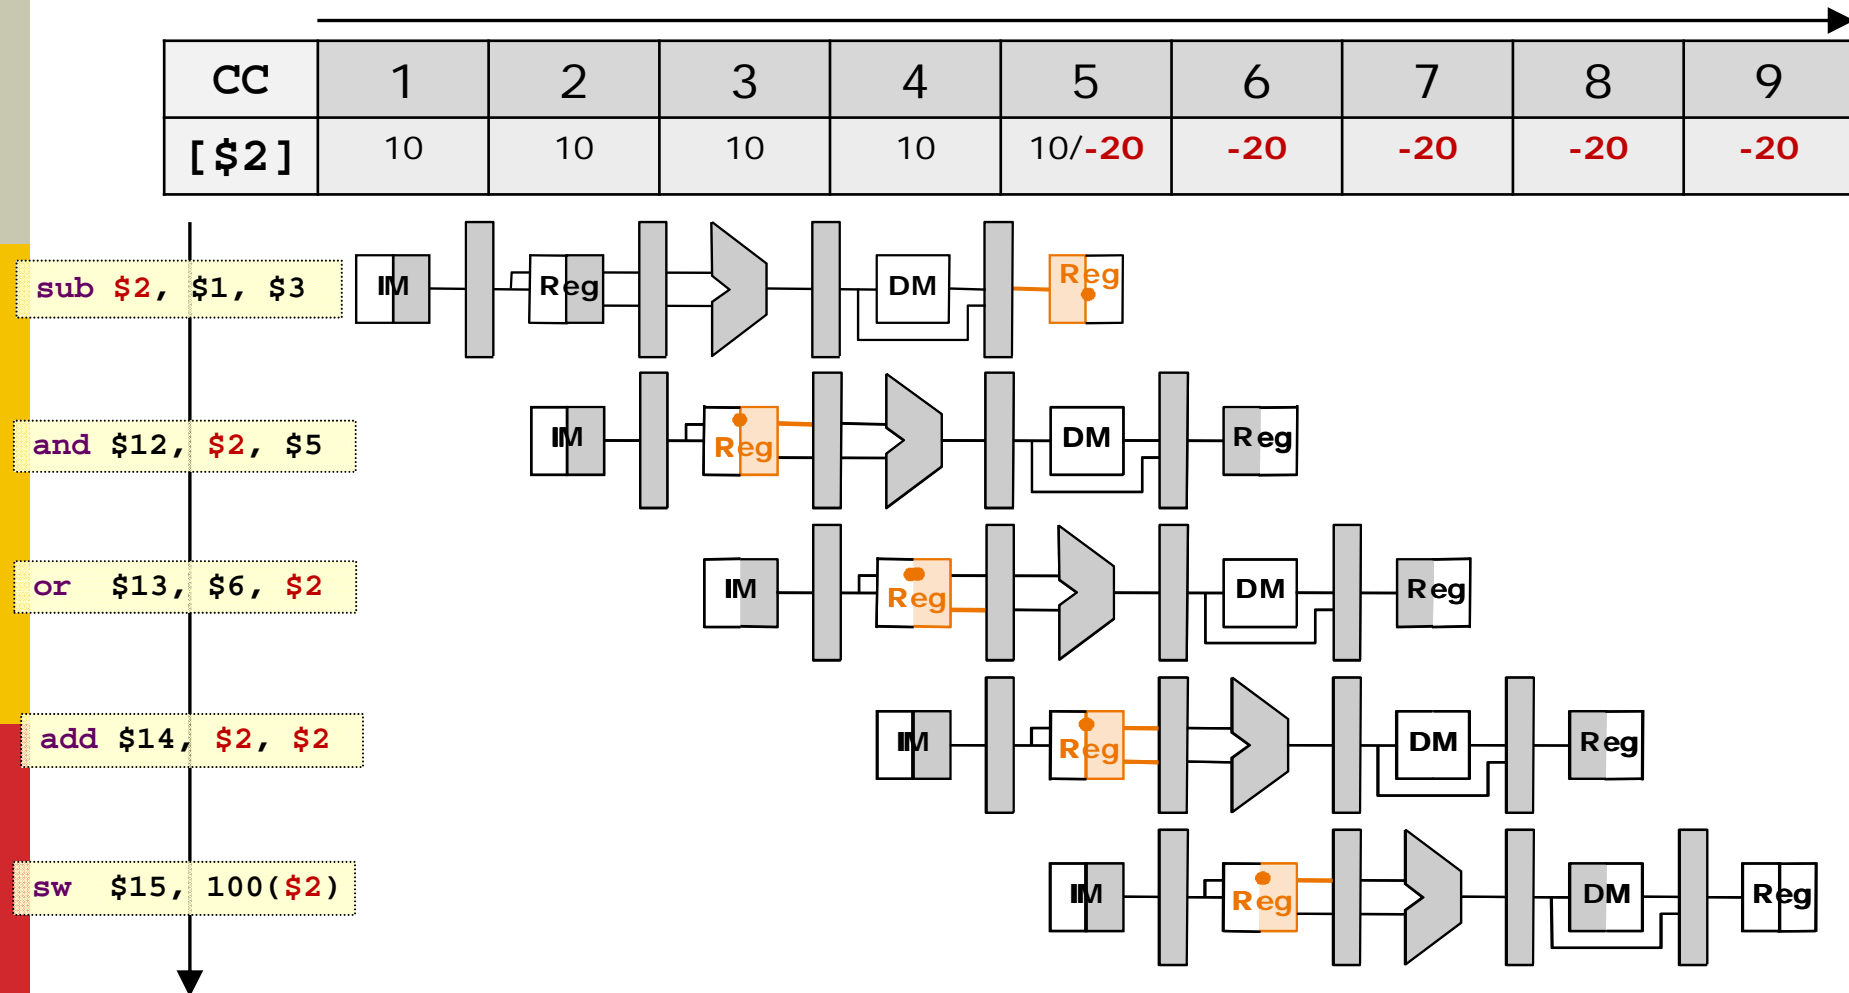 CC 1 2 3 4 5 6 7 8 9
[$2] 10 10 10 10 10/-20 -20 -20 -20 -20
sub $2, $1, $3 IM Reg DM Reg
and $12, $2, $5 IM Reg DM Reg
or $13, $6, $2 IM Reg DM Reg
add $14, $2, $2 IM Reg DM Reg
sw $15, 100($2) IM Reg DM Reg